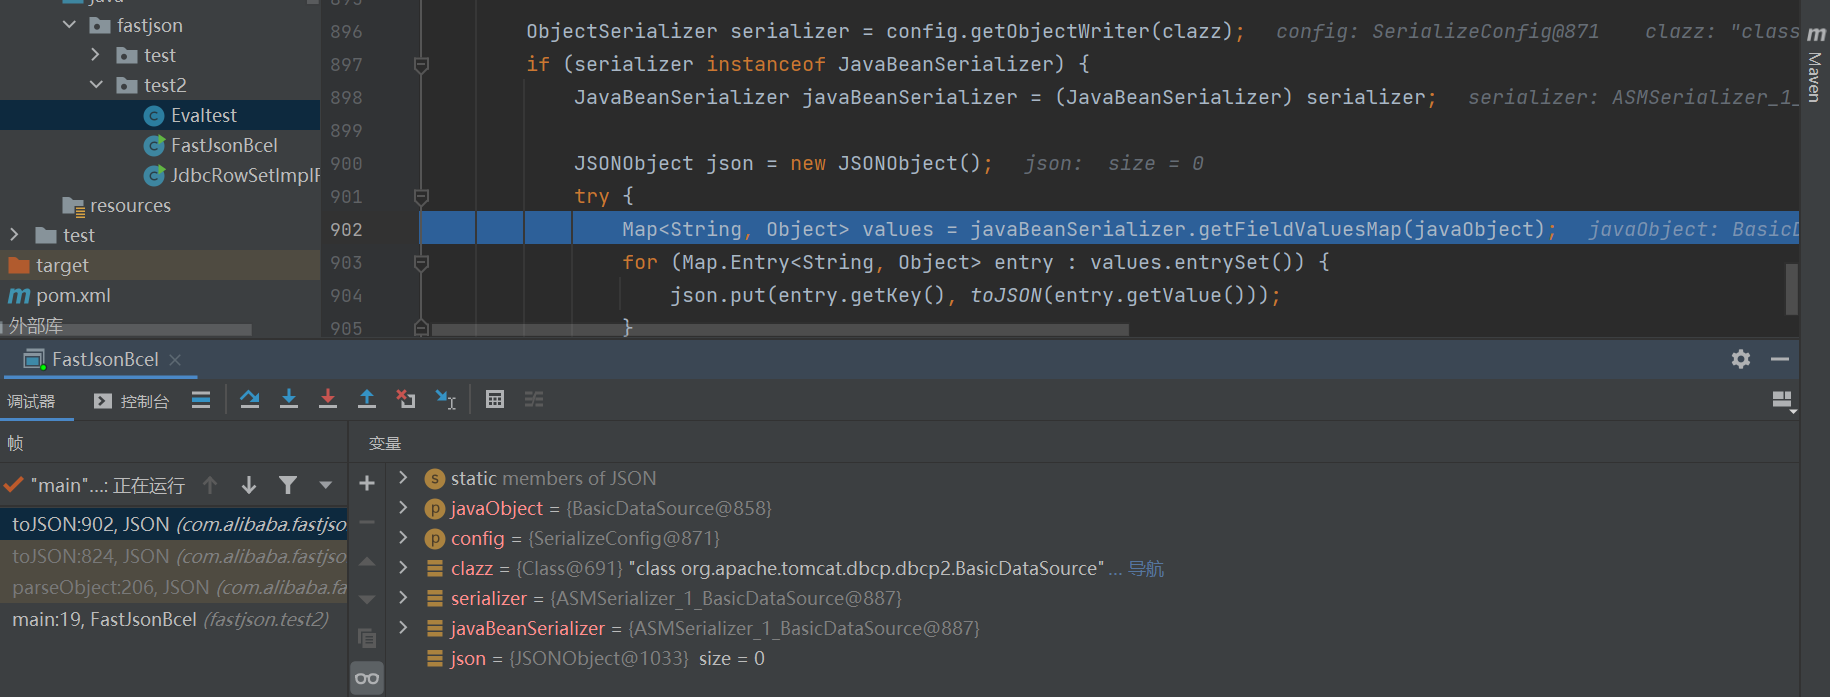 java
fastjson
test
test2
Evaltest
FastJsonBcel
JdbcRowSetImpl
resources
test
target
pom.xml
外部库
895
896 ObjectSerializer serializer = config.getObjectWriter(clazz); config: SerializeConfig@871 clazz: "class
897 if (serializer instanceof JavaBeanSerializer) {
898 JavaBeanSerializer javaBeanSerializer = (JavaBeanSerializer) serializer; serializer: ASMSerializer_1_
899
900 JSONObject json = new JSONObject(); json: size = 0
901 try {
902 Map<String, Object> values = javaBeanSerializer.getFieldValuesMap(javaObject); javaObject: BasicD
903 for (Map.Entry<String, Object> entry : values.entrySet()) {
904 json.put(entry.getKey(), toJSON(entry.getValue()));
905 }
m Maven
FastJsonBcel
调试器 控制台
帧
变量
"main"...: 正在运行
toJSON:902, JSON (com.alibaba.fastjso
toJSON:824, JSON (com.alibaba.fastjso
parseObject:206, JSON (com.alibaba.fa
main:19, FastJsonBcel (fastjson.test2)
static members of JSON
javaObject = {BasicDataSource@858}
config = {SerializeConfig@871}
clazz = {Class@691} "class org.apache.tomcat.dbcp.dbcp2.BasicDataSource" ... 导航
serializer = {ASMSerializer_1_BasicDataSource@887}
javaBeanSerializer = {ASMSerializer_1_BasicDataSource@887}
json = {JSONObject@1033} size = 0